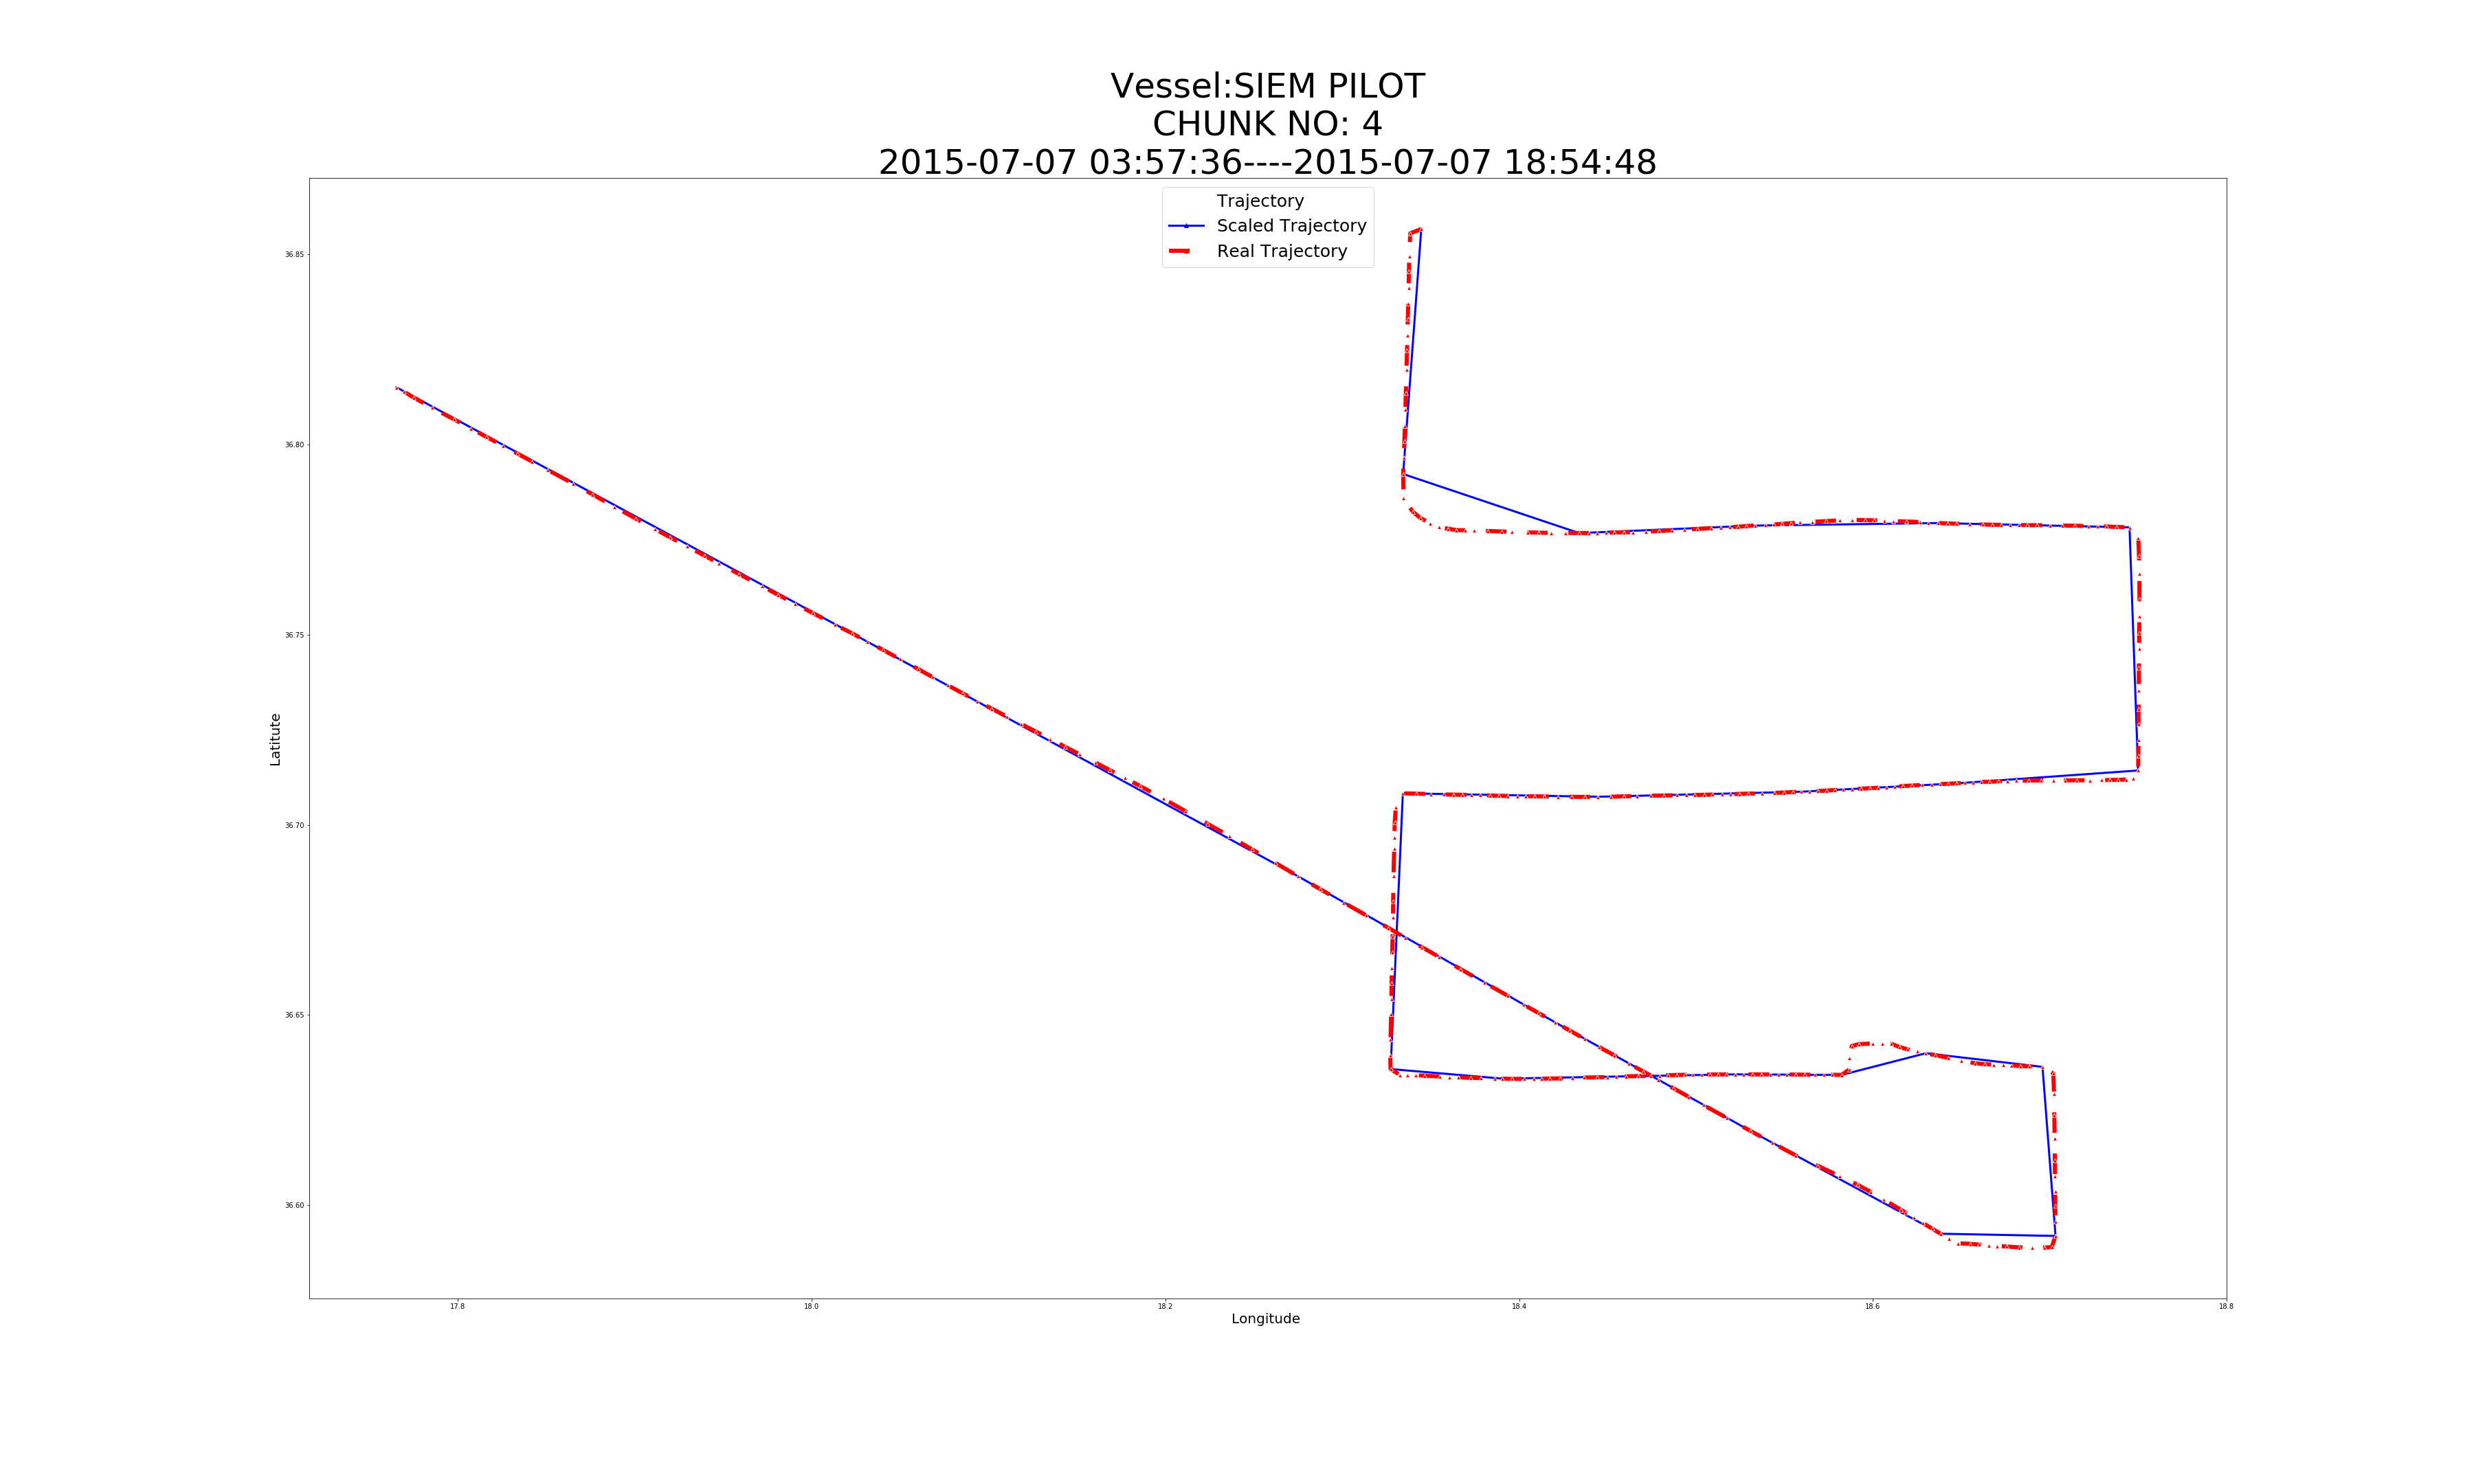 Vessel:SIEM PILOT
CHUNK NO: 4
2015-07-07 03:57:36----2015-07-07 18:54:48
Trajectory
Scaled Trajectory
Real Trajectory
36.85
36.80
36.75
36.70
36.65
36.60
Latitute
17.8
18.0
18.2
18.4
18.6
18.8
Longitude